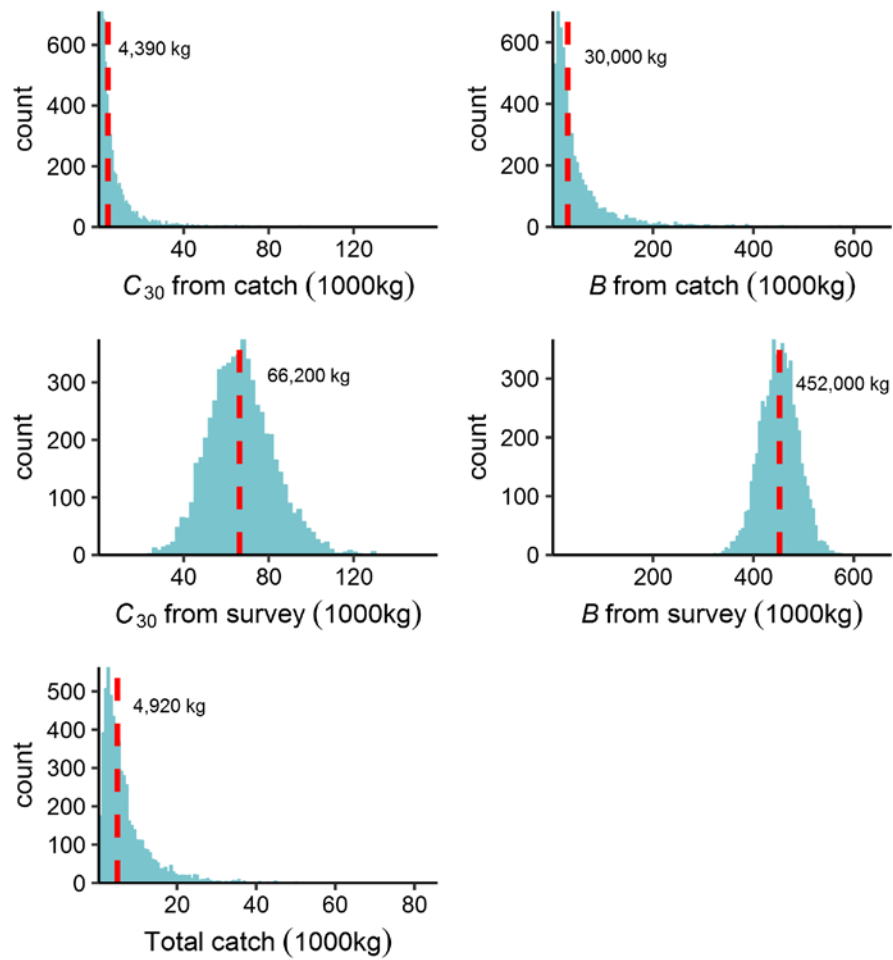 600
400
200
0
count
4,390 kg
40
80
120
C30 from catch (1000kg)
600
400
200
0
count
30,000 kg
200
400
600
B from catch (1000kg)
300
200
100
0
count
66,200 kg
40
80
120
C30 from survey (1000kg)
300
200
100
0
count
452,000 kg
200
400
600
B from survey (1000kg)
500
400
300
200
100
0
count
4,920 kg
20
40
60
80
Total catch (1000kg)